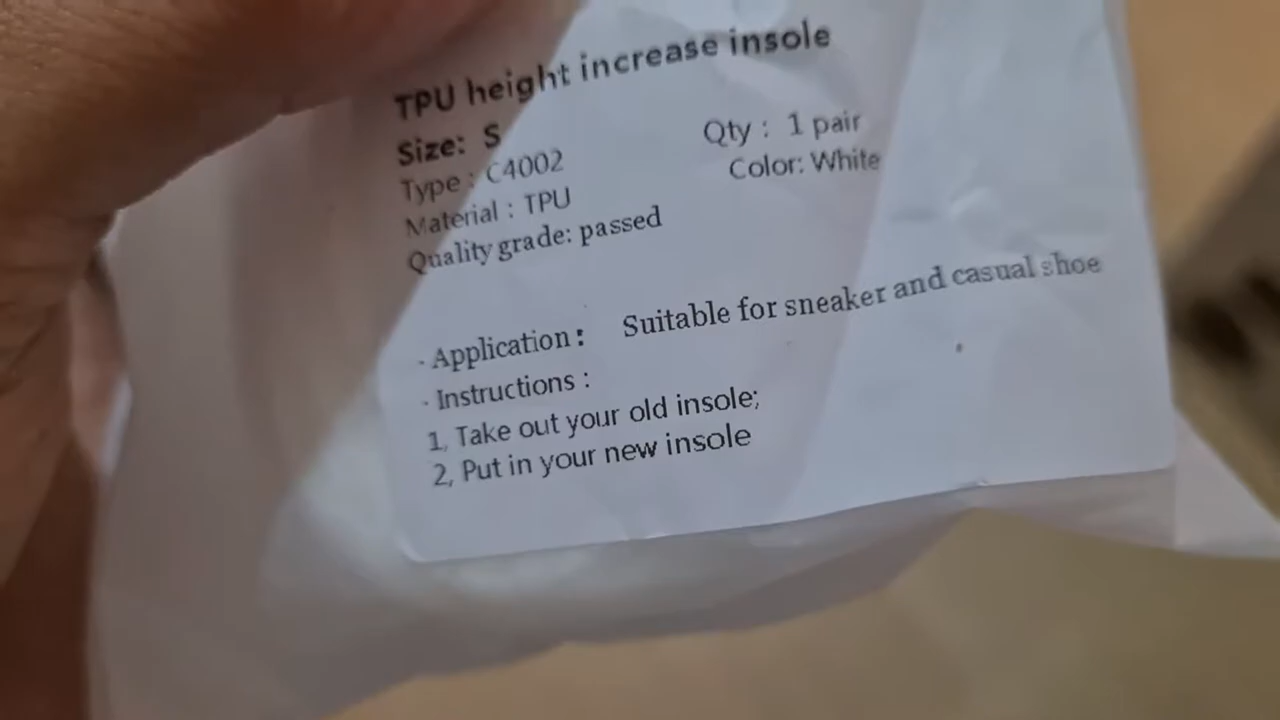 TPU height increase insole
Size: S
Qty : 1 pair
Type : C4002
Color: White
Material : TPU
Quality grade: passed
· Application : Suitable for sneaker and casual shoe
· Instructions :
1, Take out your old insole;
2, Put in your new insole